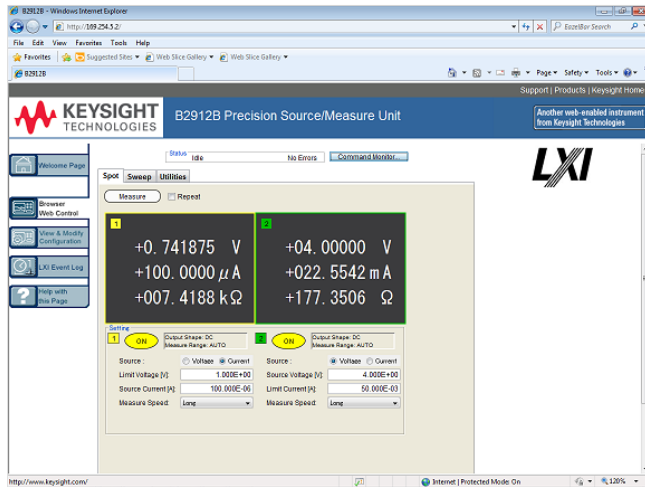 B2912B - Windows Internet Explorer
http://169.254.5.2/
EazelBar Search
File Edit View Favorites Tools Help
Favorites Suggested Sites Web Slice Gallery Web Slice Gallery
B2912B
Page Safety Tools
Support | Products | Keysight Home
KEYSIGHT
TECHNOLOGIES
B2912B Precision Source/Measure Unit
Another web-enabled instrument
from Keysight Technologies
Welcome Page
Browser
Web Control
View & Modify
Configuration
LXI Event Log
Help with
this Page
Status
Idle No Errors Command Monitor...
LXI
Spot Sweep Utilities
Measure Repeat
1
+0.741875 V
+100.0000 μA
+007.4188 kΩ
2
+04.00000 V
+022.5542 mA
+177.3506 Ω
Setting
1 ON Output Shape: DC
Measure Range: AUTO
Source : Voltage Current
Limit Voltage [V]: 1.000E+00
Source Current [A]: 100.000E-06
Measure Speed: Long
2 ON Output Shape: DC
Measure Range: AUTO
Source : Voltage Current
Source Voltage [V]: 4.000E+00
Limit Current [A]: 50.000E-03
Measure Speed: Long
http://www.keysight.com/
Internet | Protected Mode: On
120%